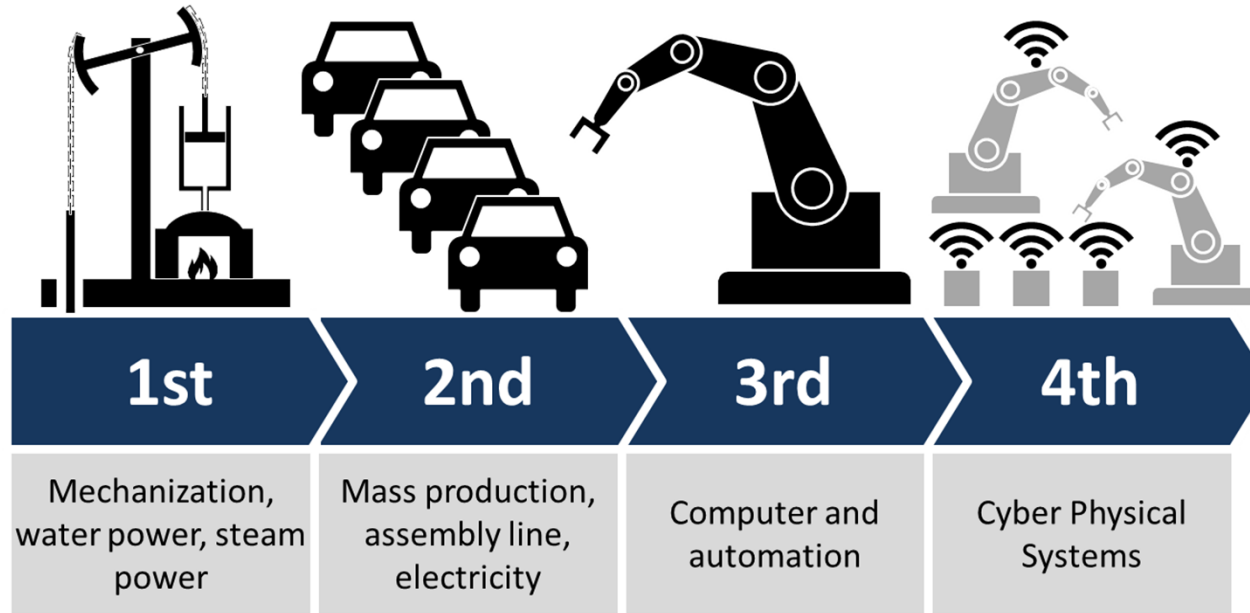 1st
2nd
3rd
4th
Mechanization,
water power, steam
power
Mass production,
assembly line,
electricity
Computer and
automation
Cyber Physical
Systems